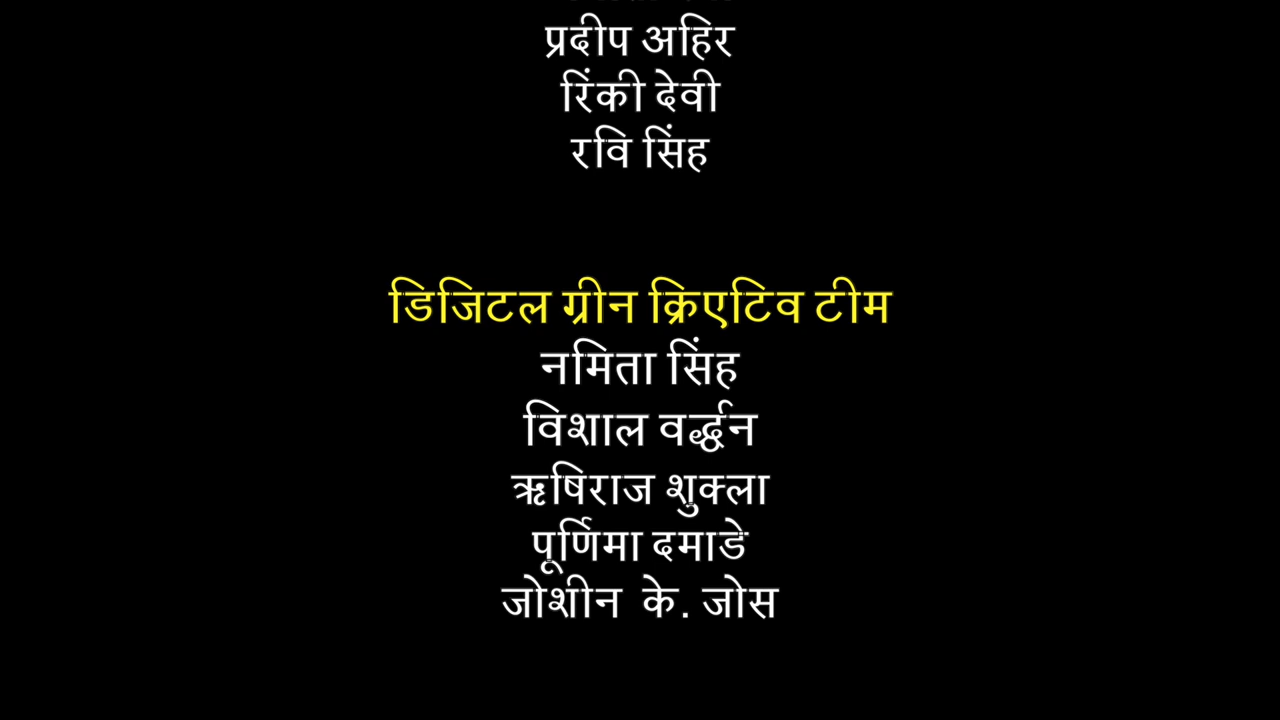 प्रदीप अहिर
रिंकी देवी
रवि सिंह
डिजिटल ग्रीन क्रिएटिव टीम
नमिता सिंह
विशाल वर्द्धन
ऋषिराज शुक्ला
पूर्णिमा दमाडे
जोशीन के. जोस